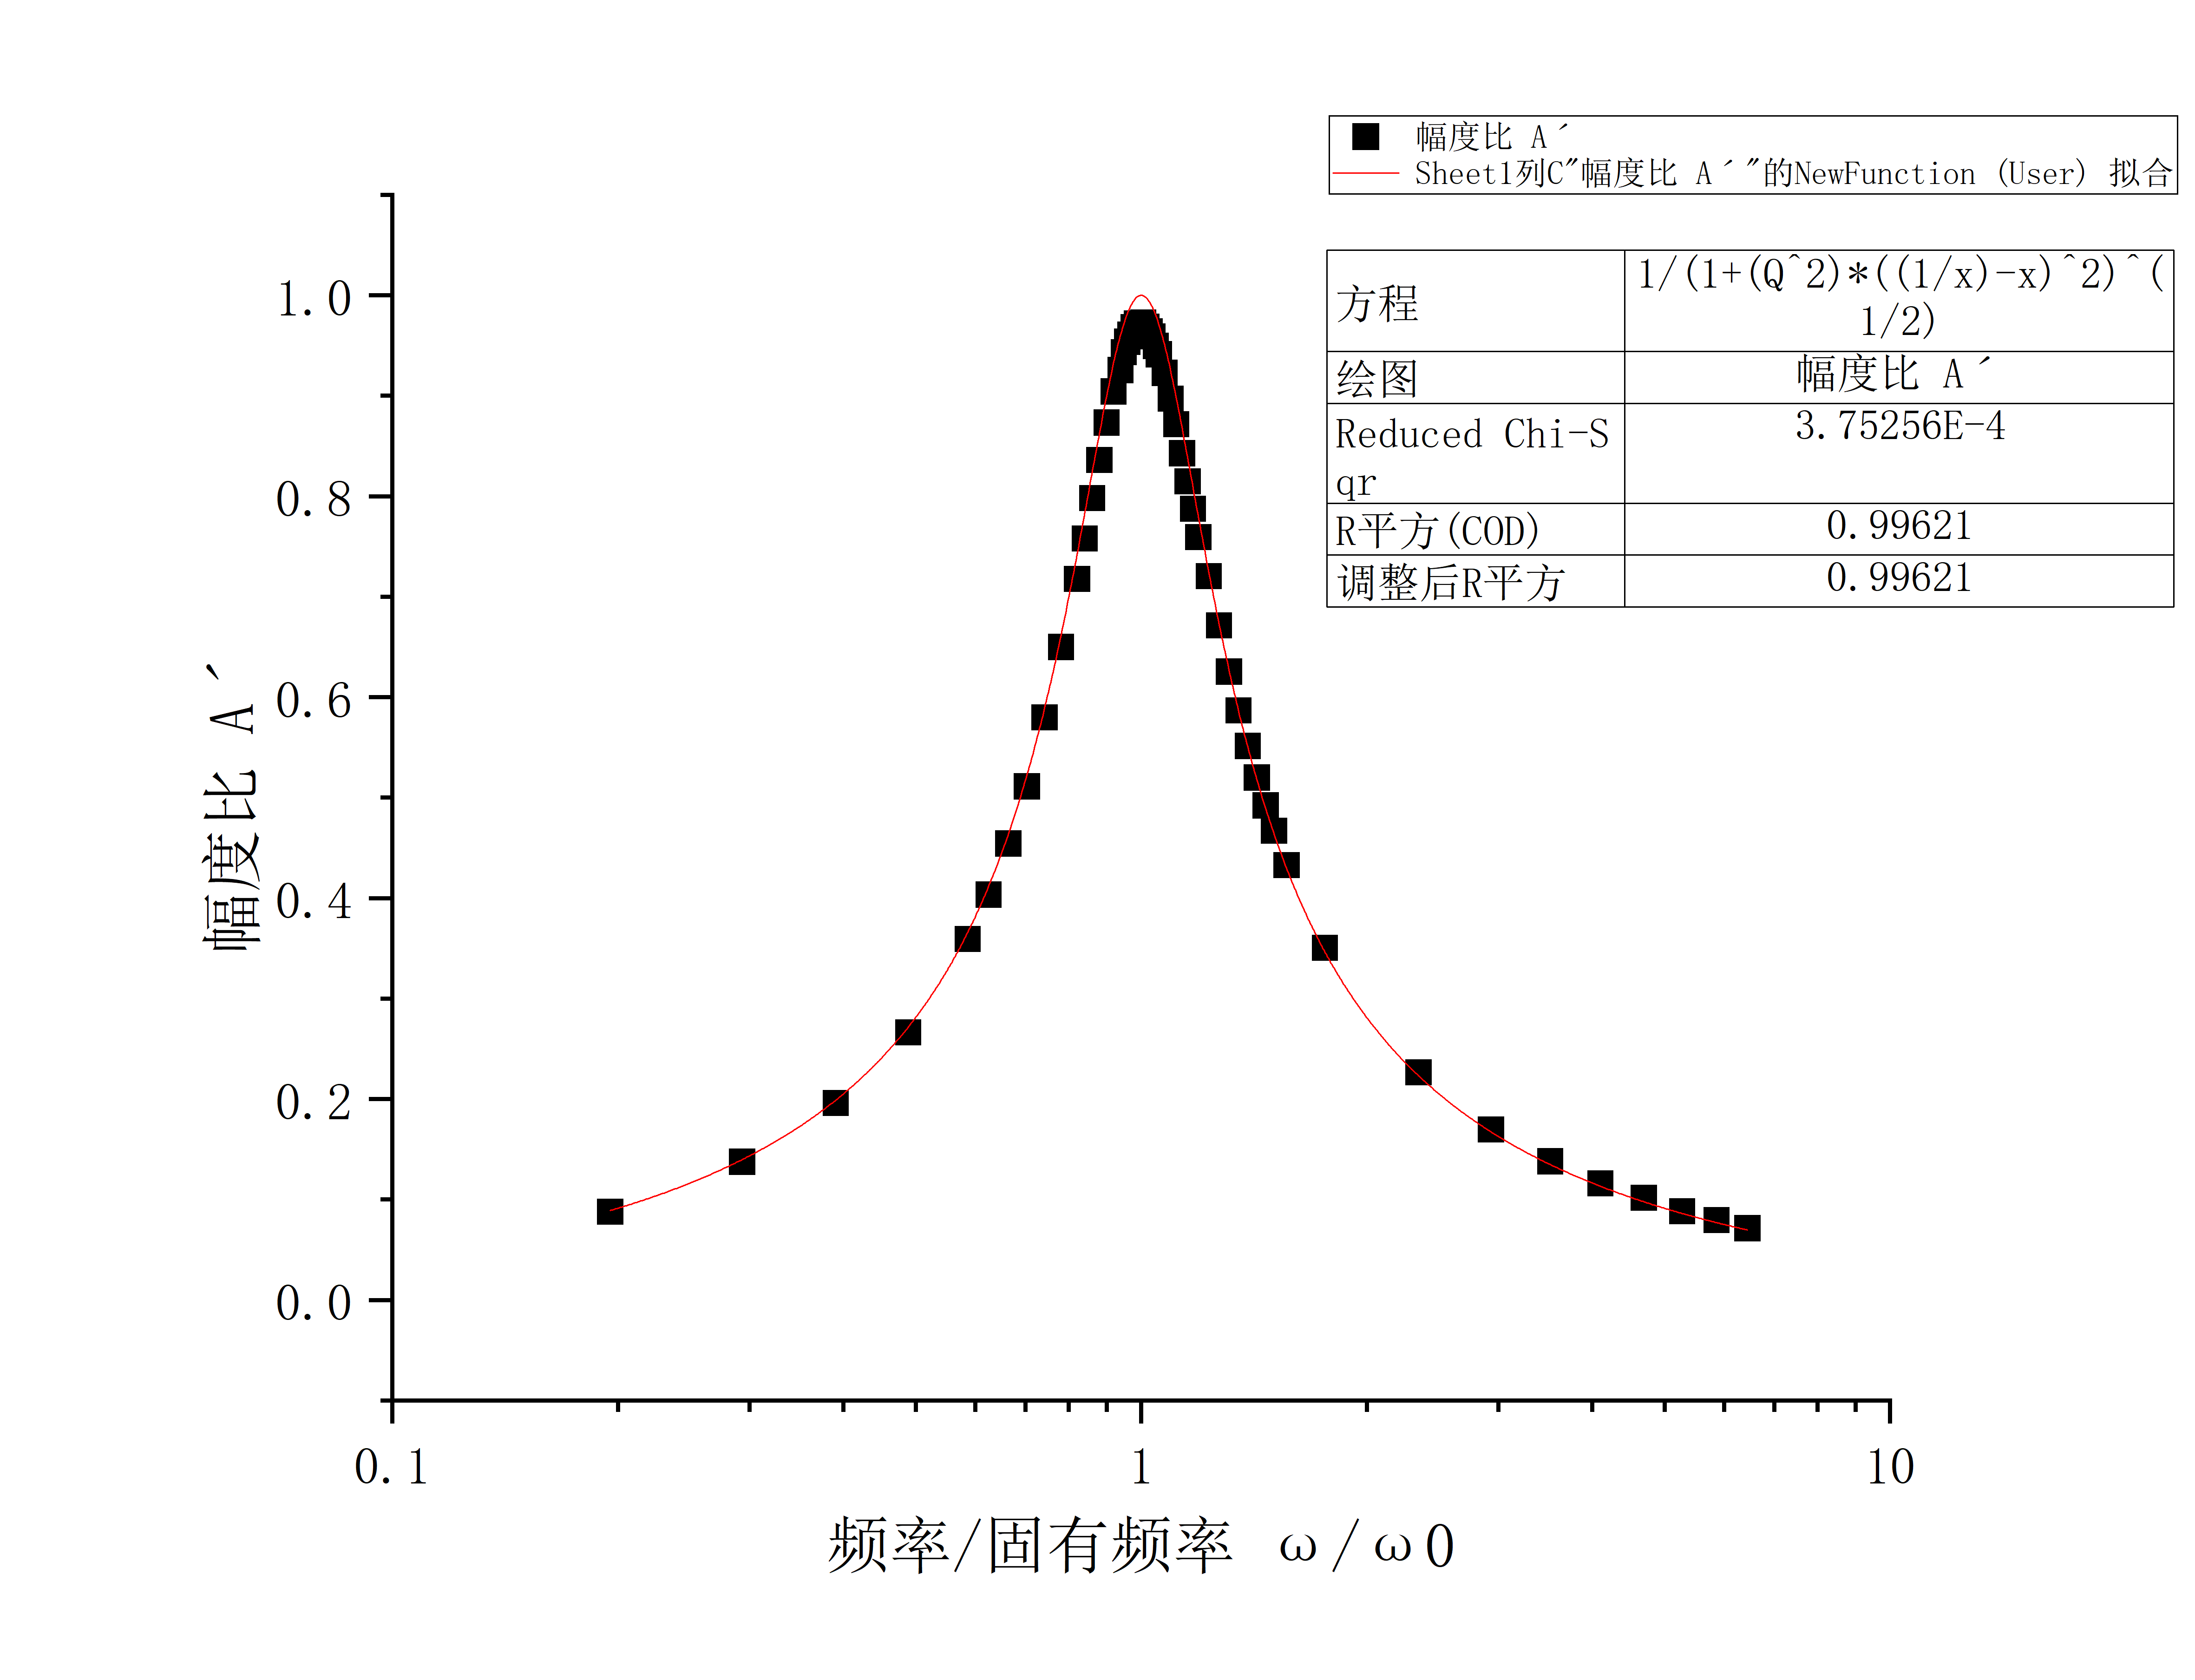 幅度比 A´
Sheet1列C"幅度比 A´"的NewFunction (User) 拟合
方程
1/(1+(Q^2)*((1/x)-x)^2)^(
1/2)
绘图
幅度比 A´
Reduced Chi-S
qr
3.75256E-4
R平方(COD)
0.99621
调整后R平方
0.99621
幅度比 A´
1.0
0.8
0.6
0.4
0.2
0.0
0.1
1
10
频率/固有频率 ω/ω0